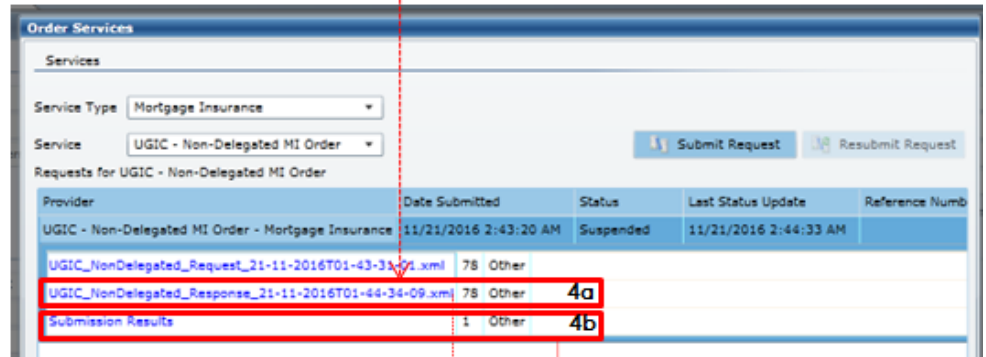 Order Services
Services
Service Type Mortgage Insurance
Service UGIC - Non-Delegated MI Order Submit Request Resubmit Request
Requests for UGIC - Non-Delegated MI Order
Provider Date Submitted Status Last Status Update Reference Numb
UGIC - Non-Delegated MI Order - Mortgage Insurance 11/21/2016 2:43:20 AM Suspended 11/21/2016 2:44:33 AM
UGIC_NonDelegated_Request_21-11-2016T01-43-31-01.xml 78 Other
UGIC_NonDelegated_Response_21-11-2016T01-44-34-09.xml 78 Other 4a
Submission Results 1 Other 4b